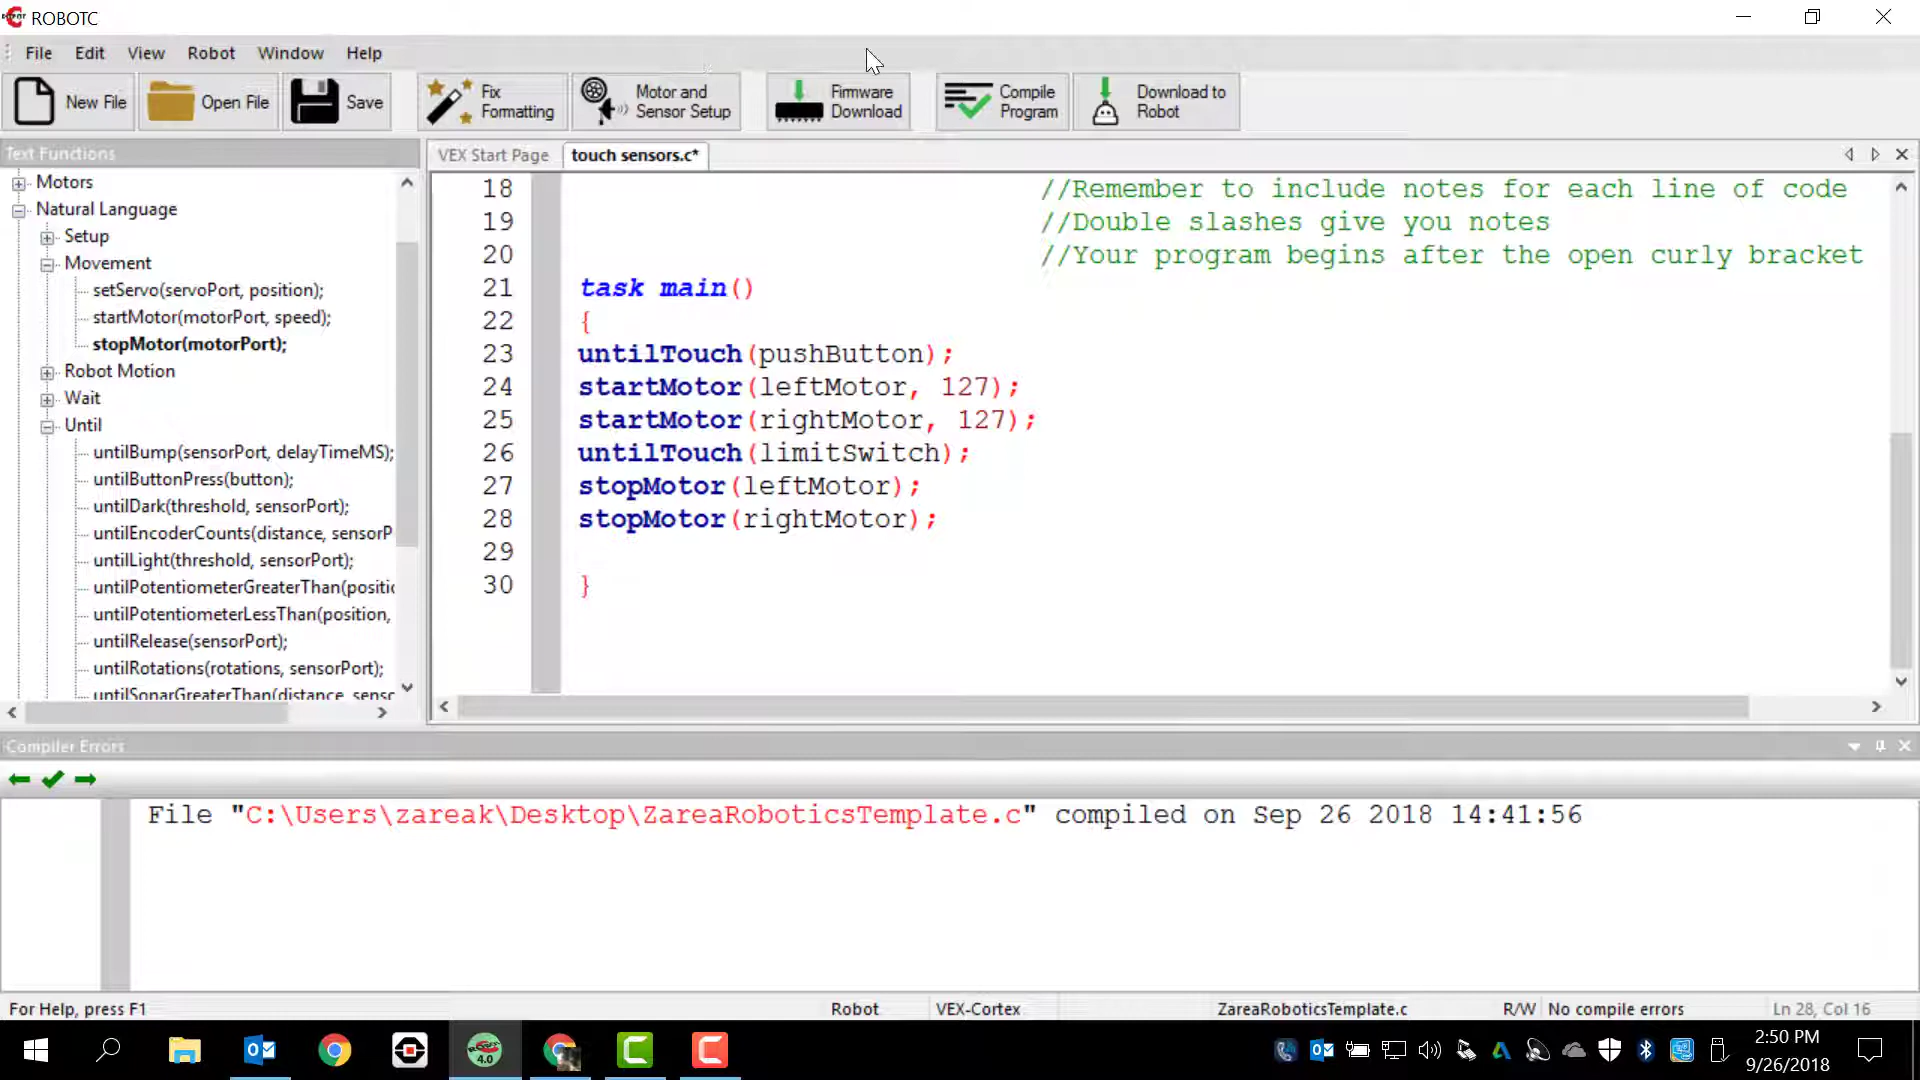 ROBOTC
File Edit View Robot Window Help
New File Open File Save Fix Formatting Motor and Sensor Setup Firmware Download Compile Program Download to Robot
Text Functions
Motors
Natural Language
Setup
Movement
setServo(servoPort, position);
startMotor(motorPort, speed);
stopMotor(motorPort);
Robot Motion
Wait
Until
untilBump(sensorPort, delayTimeMS);
untilButtonPress(button);
untilDark(threshold, sensorPort);
untilEncoderCounts(distance, sensorP
untilLight(threshold, sensorPort);
untilPotentiometerGreaterThan(positio
untilPotentiometerLessThan(position,
untilRelease(sensorPort);
untilRotations(rotations, sensorPort);
untilSonarGreaterThan(distance, senso
VEX Start Page touch sensors.c*
18 //Remember to include notes for each line of code
19 //Double slashes give you notes
20 //Your program begins after the open curly bracket
21 task main()
22 {
23 untilTouch(pushButton);
24 startMotor(leftMotor, 127);
25 startMotor(rightMotor, 127);
26 untilTouch(limitSwitch);
27 stopMotor(leftMotor);
28 stopMotor(rightMotor);
29
30 }
Compiler Errors
File "C:\Users\zareak\Desktop\ZareaRoboticsTemplate.c" compiled on Sep 26 2018 14:41:56
For Help, press F1 Robot VEX-Cortex ZareaRoboticsTemplate.c R/W No compile errors Ln 28, Col 16
4.0
2:50 PM
9/26/2018